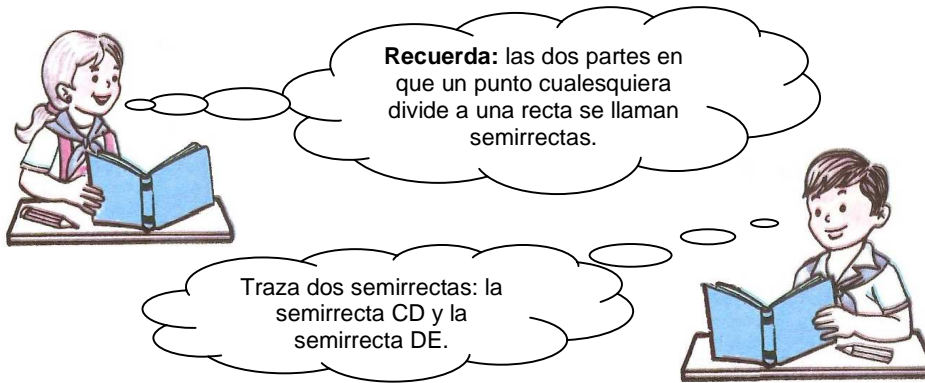 Recuerda: las dos partes en
que un punto cualesquiera
divide a una recta se llaman
semirrectas.
Traza dos semirrectas: la
semirrecta CD y la
semirrecta DE.